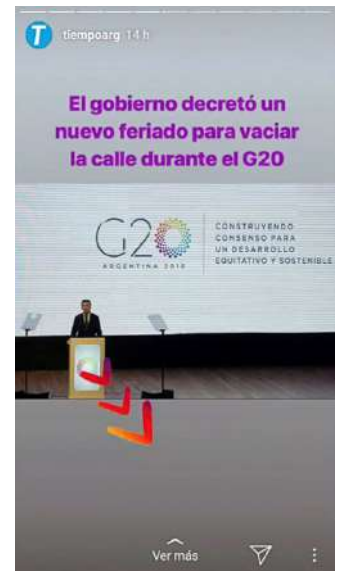 tiempoarg 14 h
El gobierno decretó un
nuevo feriado para vaciar
la calle durante el G20
G20
ARGENTINA 2018
CONSTRUYENDO
CONSENSO PARA
UN DESARROLLO
EQUITATIVO Y SOSTENIBLE
Ver más